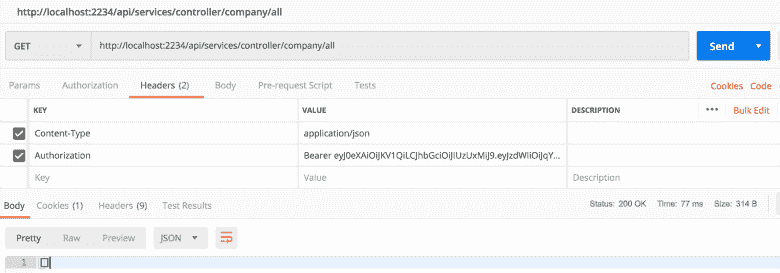 http://localhost:2234/api/services/controller/company/all
GET http://localhost:2234/api/services/controller/company/all Send
Params Authorization Headers (2) Body Pre-request Script Tests Cookies Code
KEY VALUE DESCRIPTION ••• Bulk Edit
Content-Type application/json
Authorization Bearer eyJ0eXAiOiJKV1QiLCJhbGciOiJIUzUxMiJ9.eyJzdWIiOiJqY...
Key Value Description
Body Cookies (1) Headers (9) Test Results Status: 200 OK Time: 77 ms Size: 314 B
Pretty Raw Preview JSON
1 []